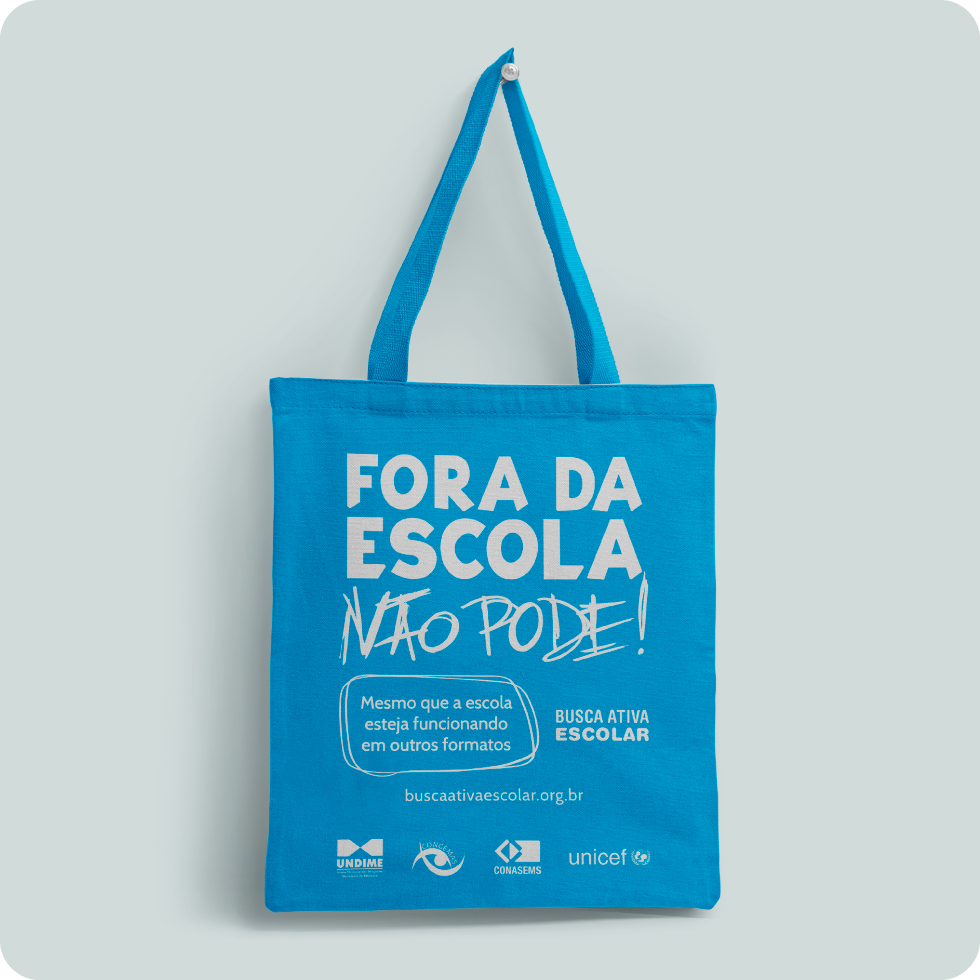 FORA DA
ESCOLA
NÃO PODE!
Mesmo que a escola
esteja funcionando
em outros formatos
BUSCA ATIVA
ESCOLAR
buscaativaescolar.org.br
UNDIME
CONGEMAS
CONASEMS
unicef